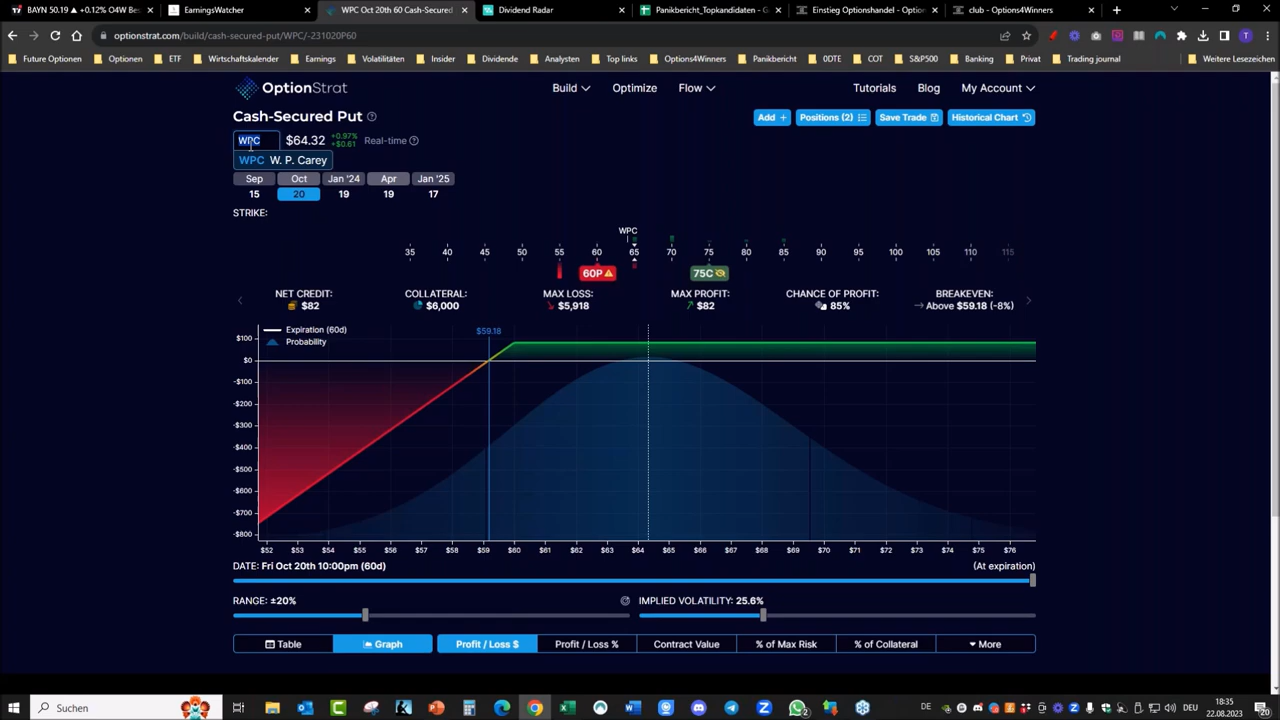 BAYN 50.19 ▲ +0.12% O4W Bes
EarningsWatcher
WPC Oct 20th 60 Cash-Secured
Dividend Radar
Panikbericht_Topkandidaten - G
Einstieg Optionshandel - Option
club - Options4Winners
optionstrat.com/build/cash-secured-put/WPC/-231020P60
Future Optionen
Optionen
ETF
Wirtschaftskalender
Earnings
Volatilitäten
Insider
Dividende
Analysten
Top links
Options4Winners
Panikbericht
0DTE
COT
S&P500
Banking
Privat
Trading journal
Weitere Lesezeichen
OptionStrat
Build
Optimize
Flow
Tutorials
Blog
My Account
Cash-Secured Put
Add +
Positions (2)
Save Trade
Historical Chart
WPC
$64.32
+0.97%
+$0.61
Real-time
WPC W. P. Carey
Sep Oct Jan '24 Apr Jan '25
15 20 19 19 17
STRIKE:
WPC
35 40 45 50 55 60 65 70 75 80 85 90 95 100 105 110 115
60P
75C
NET CREDIT:
$82
COLLATERAL:
$6,000
MAX LOSS:
$5,918
MAX PROFIT:
$82
CHANCE OF PROFIT:
85%
BREAKEVEN:
Above $59.18 (-8%)
Expiration (60d)
Probability
$59.18
$100
$0
-$100
-$200
-$300
-$400
-$500
-$600
-$700
-$800
$52 $53 $54 $55 $56 $57 $58 $59 $60 $61 $62 $63 $64 $65 $66 $67 $68 $69 $70 $71 $72 $73 $74 $75 $76
DATE: Fri Oct 20th 10:00pm (60d)
(At expiration)
RANGE: ±20%
IMPLIED VOLATILITY: 25.6%
Table
Graph
Profit / Loss $
Profit / Loss %
Contract Value
% of Max Risk
% of Collateral
More
Suchen
DE
DEU
18:35
22.08.2023